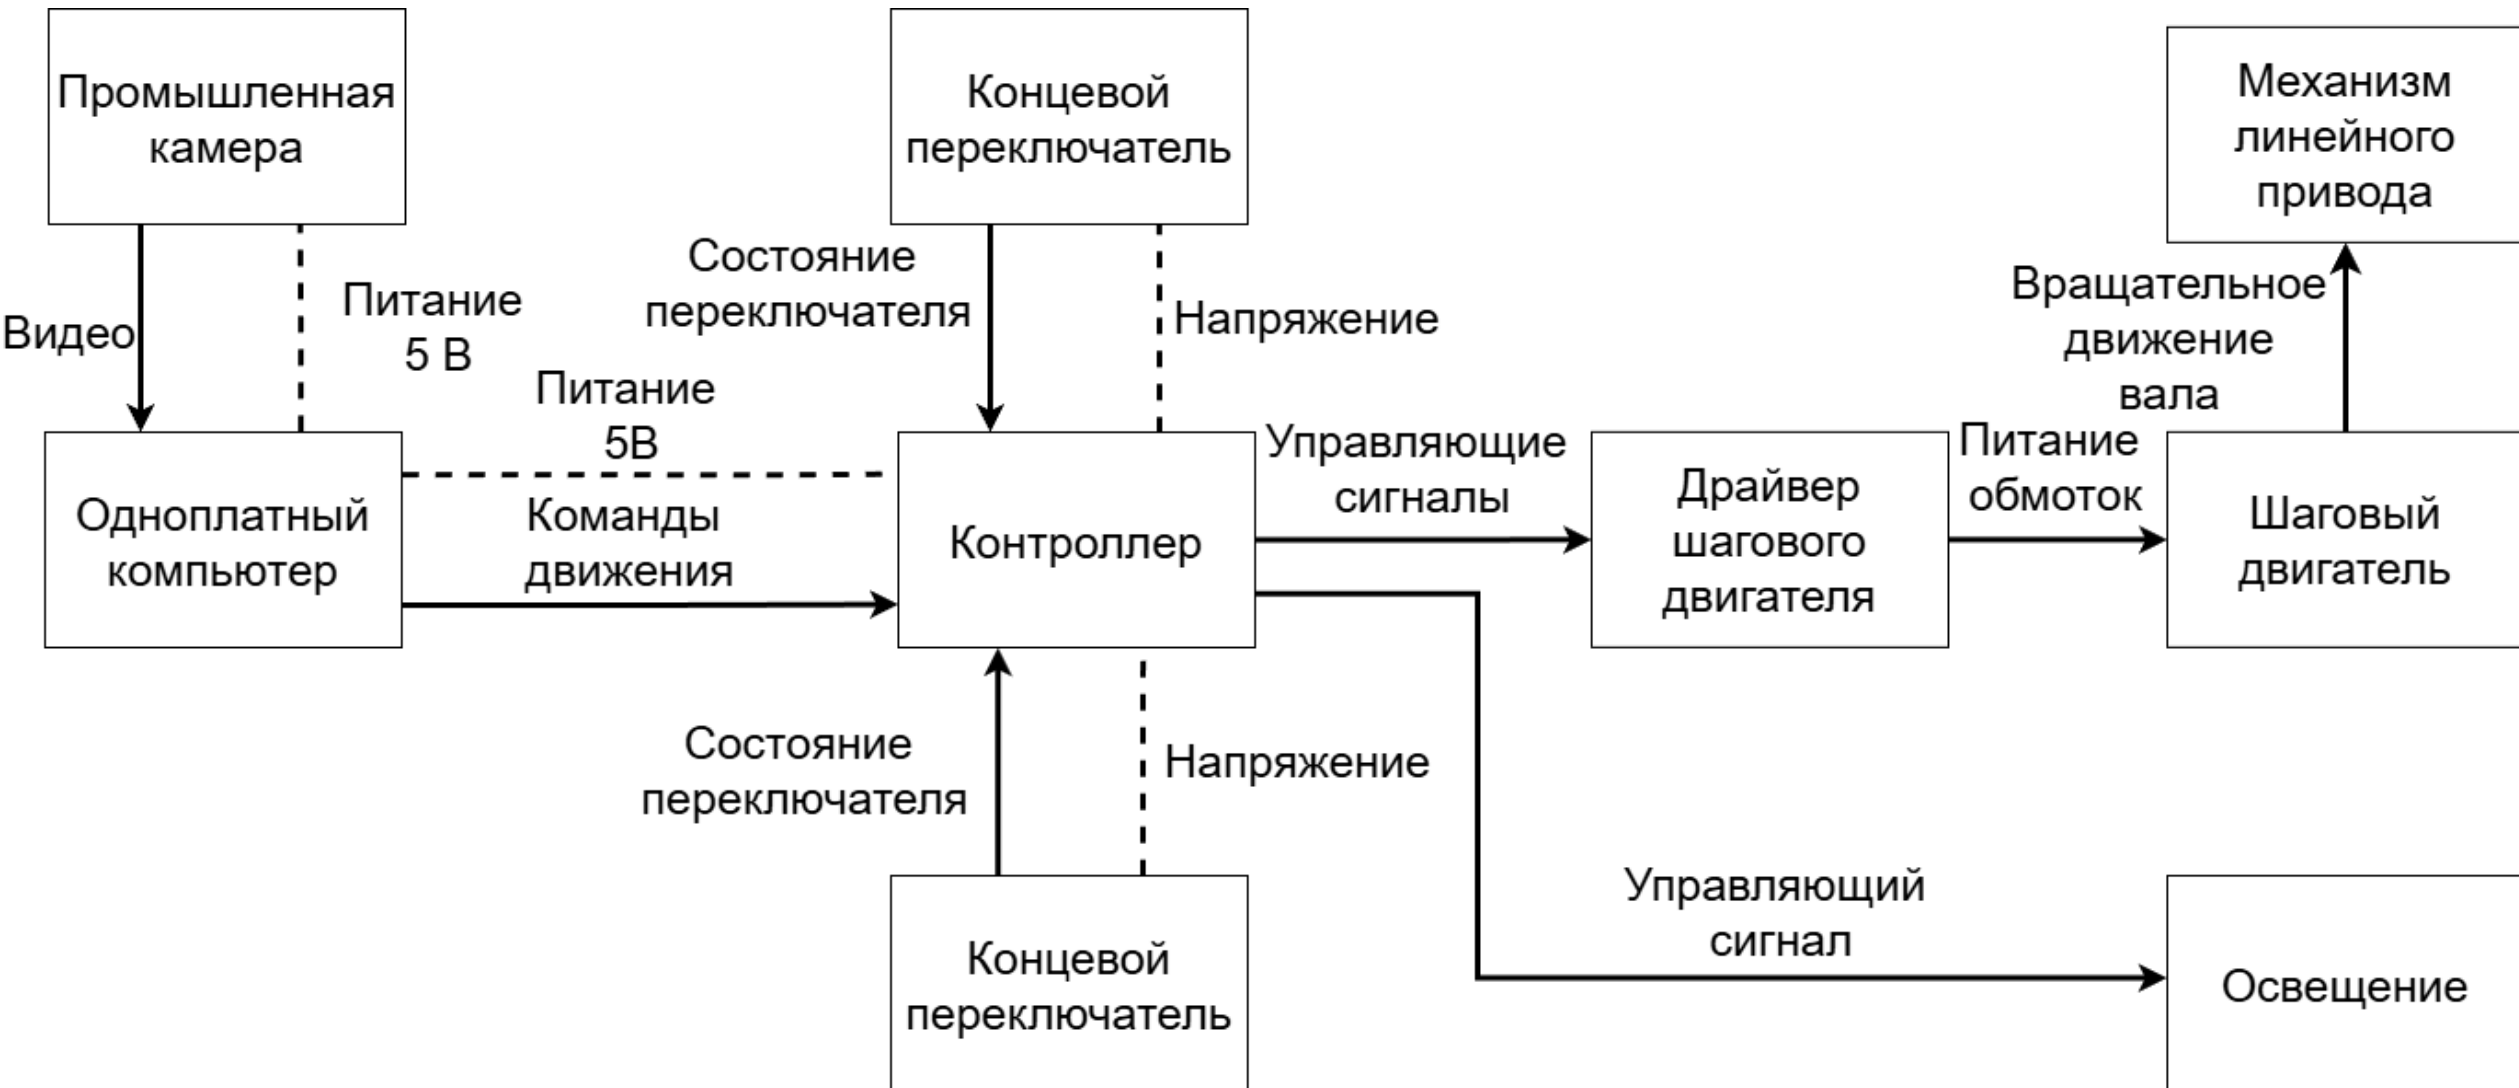 Промышленная
камера
Концевой
переключатель
Механизм
линейного
привода
Видео
Питание
5 В
Состояние
переключателя
Напряжение
Вращательное
движение
вала
Питание
5В
Одноплатный
компьютер
Команды
движения
Контроллер
Управляющие
сигналы
Драйвер
шагового
двигателя
Питание
обмоток
Шаговый
двигатель
Состояние
переключателя
Напряжение
Концевой
переключатель
Управляющий
сигнал
Освещение